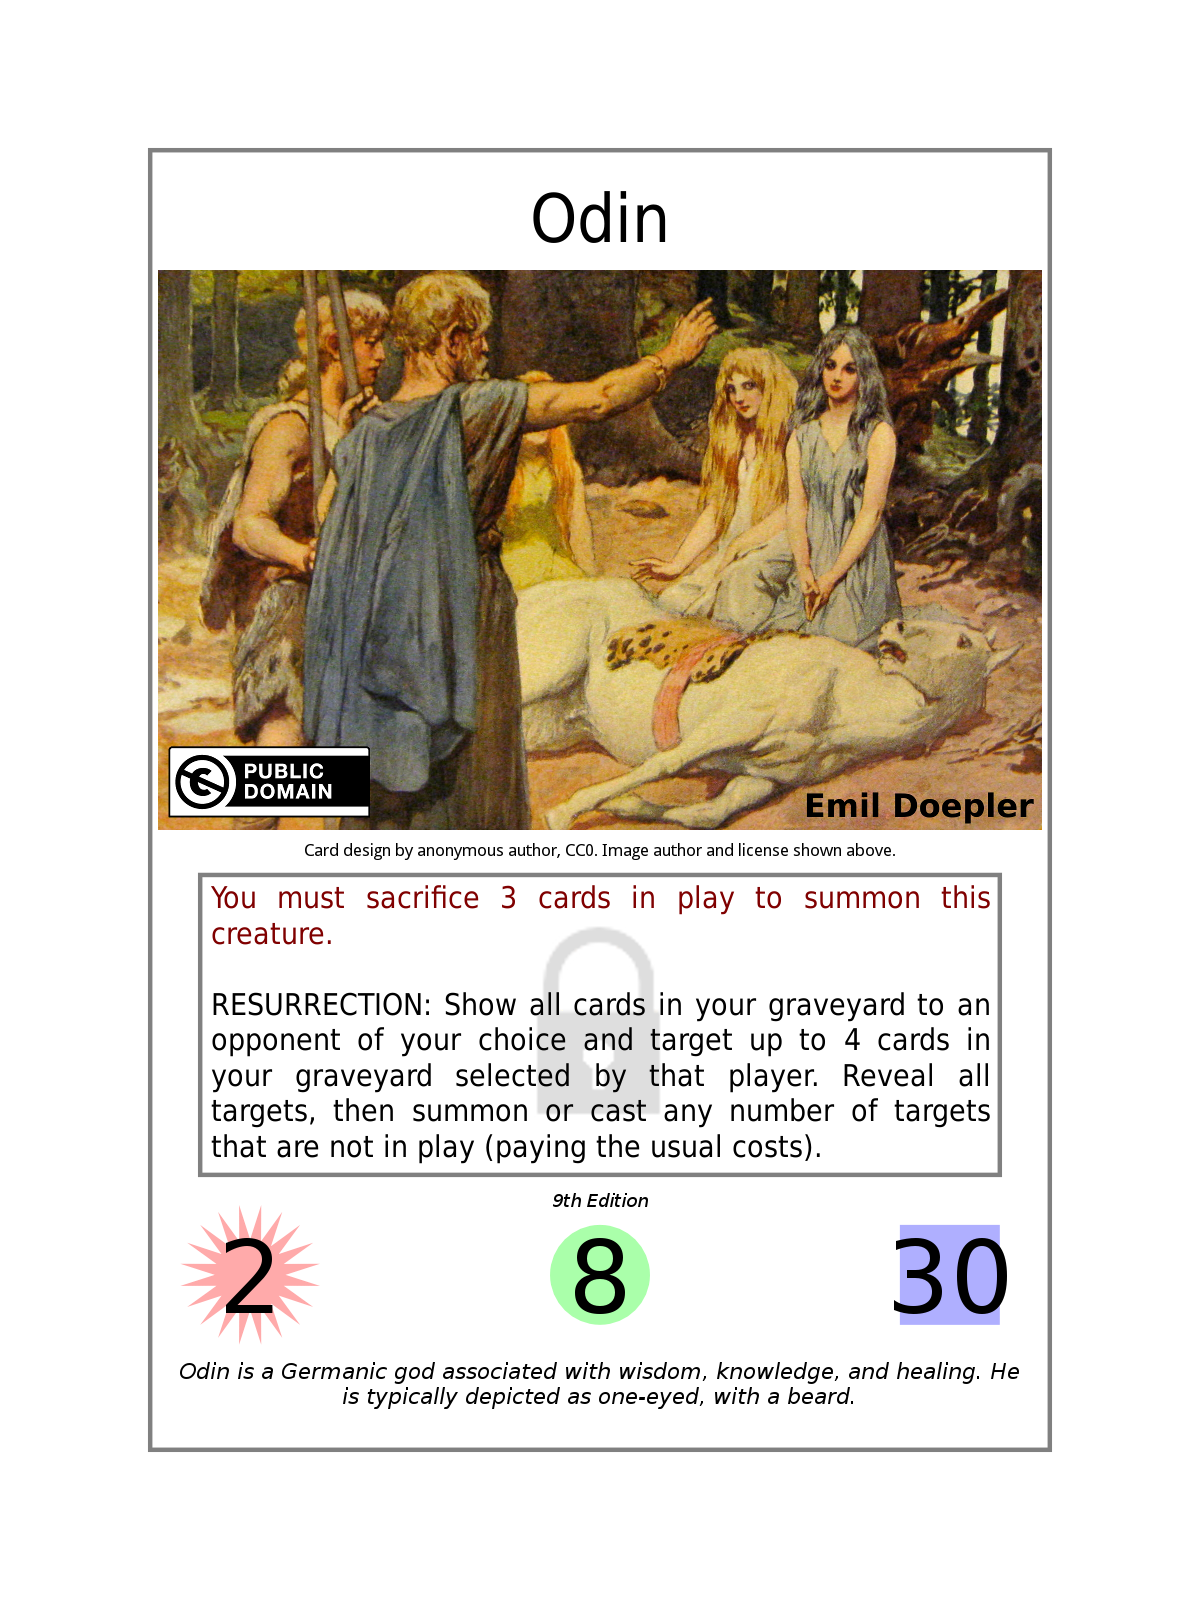 Odin
PUBLIC
DOMAIN
Emil Doepler
Card design by anonymous author, CC0. Image author and license shown above.
You must sacrifice 3 cards in play to summon this
creature.
RESURRECTION: Show all cards in your graveyard to an
opponent of your choice and target up to 4 cards in
your graveyard selected by that player. Reveal all
targets, then summon or cast any number of targets
that are not in play (paying the usual costs).
9th Edition
2
8
30
Odin is a Germanic god associated with wisdom, knowledge, and healing. He
is typically depicted as one-eyed, with a beard.